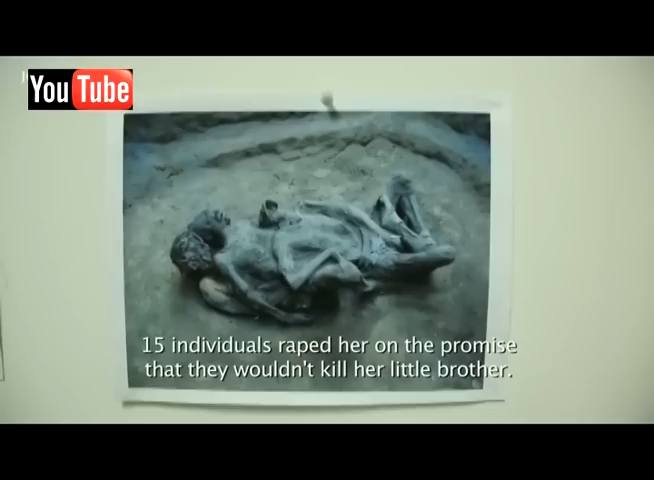 YouTube
15 individuals raped her on the promise
that they wouldn't kill her little brother.